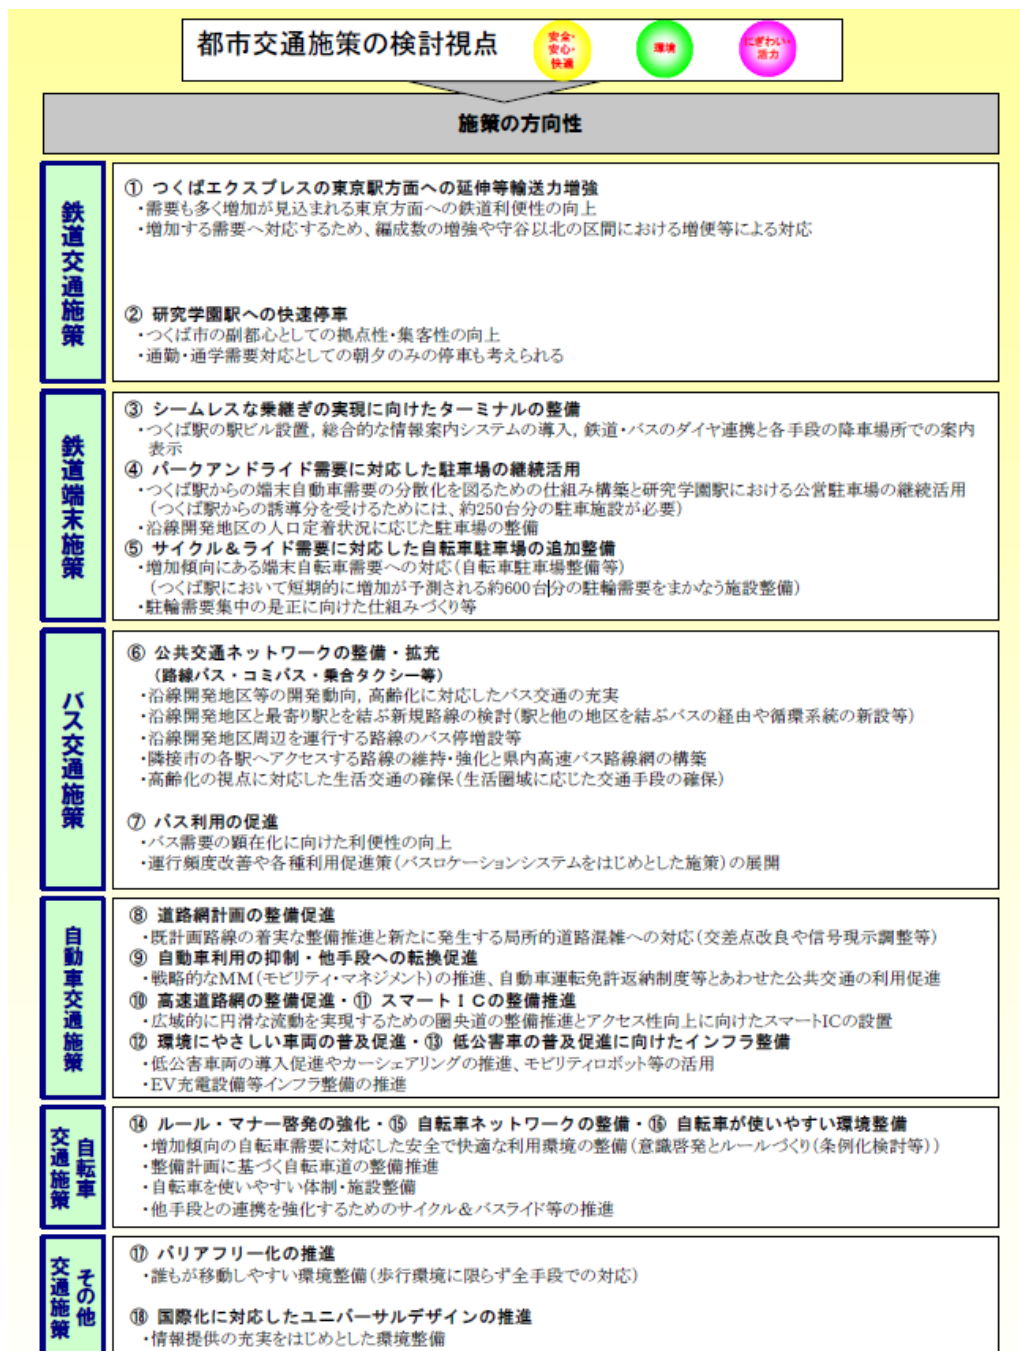 都市交通施策の検討視点
安全・
安心・
快適
環境
にぎわい・
活力
施策の方向性
鉄道交通施策
① つくばエクスプレスの東京駅方面への延伸等輸送力増強
・需要も多く増加が見込まれる東京方面への鉄道利便性の向上
・増加する需要へ対応するため、編成数の増強や守谷以北の区間における増便等による対応
② 研究学園駅への快速停車
・つくば市の副都心としての拠点性・集客性の向上
・通勤・通学需要対応としての朝夕のみの停車も考えられる
鉄道端末施策
③ シームレスな乗継ぎの実現に向けたターミナルの整備
・つくば駅の駅ビル設置，総合的な情報案内システムの導入，鉄道・バスのダイヤ連携と各手段の降車場所での案内
表示
④ パークアンドライド需要に対応した駐車場の継続活用
・つくば駅からの端末自動車需要の分散化を図るための仕組み構築と研究学園駅における公営駐車場の継続活用
（つくば駅からの誘導分を受けるためには、約250台分の駐車施設が必要）
・沿線開発地区の人口定着状況に応じた駐車場の整備
⑤ サイクル＆ライド需要に対応した自転車駐車場の追加整備
・増加傾向にある端末自転車需要への対応（自転車駐車場整備等）
（つくば駅において短期的に増加が予測される約600台分の駐輪需要をまかなう施設整備）
・駐輪需要集中の是正に向けた仕組みづくり等
バス交通施策
⑥ 公共交通ネットワークの整備・拡充
（路線バス・コミバス・乗合タクシー等）
・沿線開発地区等の開発動向，高齢化に対応したバス交通の充実
・沿線開発地区と最寄り駅とを結ぶ新規路線の検討（駅と他の地区を結ぶバスの経由や循環系統の新設等）
・沿線開発地区周辺を運行する路線のバス停増設等
・隣接市の各駅へアクセスする路線の維持・強化と県内高速バス路線網の構築
・高齢化の視点に対応した生活交通の確保（生活圏域に応じた交通手段の確保）
⑦ バス利用の促進
・バス需要の顕在化に向けた利便性の向上
・運行頻度改善や各種利用促進策（バスロケーションシステムをはじめとした施策）の展開
自動車交通施策
⑧ 道路網計画の整備促進
・既計画路線の着実な整備推進と新たに発生する局所的道路混雑への対応（交差点改良や信号現示調整等）
⑨ 自動車利用の抑制・他手段への転換促進
・戦略的なMM（モビリティ・マネジメント）の推進、自動車運転免許返納制度等とあわせた公共交通の利用促進
⑩ 高速道路網の整備促進・⑪ スマートＩＣの整備推進
・広域的に円滑な流動を実現するための圏央道の整備推進とアクセス性向上に向けたスマートICの設置
⑫ 環境にやさしい車両の普及促進・⑬ 低公害車の普及促進に向けたインフラ整備
・低公害車両の導入促進やカーシェアリングの推進、モビリティロボット等の活用
・EV充電設備等インフラ整備の推進
自転車
交通施策
⑭ ルール・マナー啓発の強化・⑮ 自転車ネットワークの整備・⑯ 自転車が使いやすい環境整備
・増加傾向の自転車需要に対応した安全で快適な利用環境の整備（意識啓発とルールづくり（条例化検討等））
・整備計画に基づく自転車道の整備推進
・自転車を使いやすい体制・施設整備
・他手段との連携を強化するためのサイクル＆バスライド等の推進
その他
交通施策
⑰ バリアフリー化の推進
・誰もが移動しやすい環境整備（歩行環境に限らず全手段での対応）
⑱ 国際化に対応したユニバーサルデザインの推進
・情報提供の充実をはじめとした環境整備